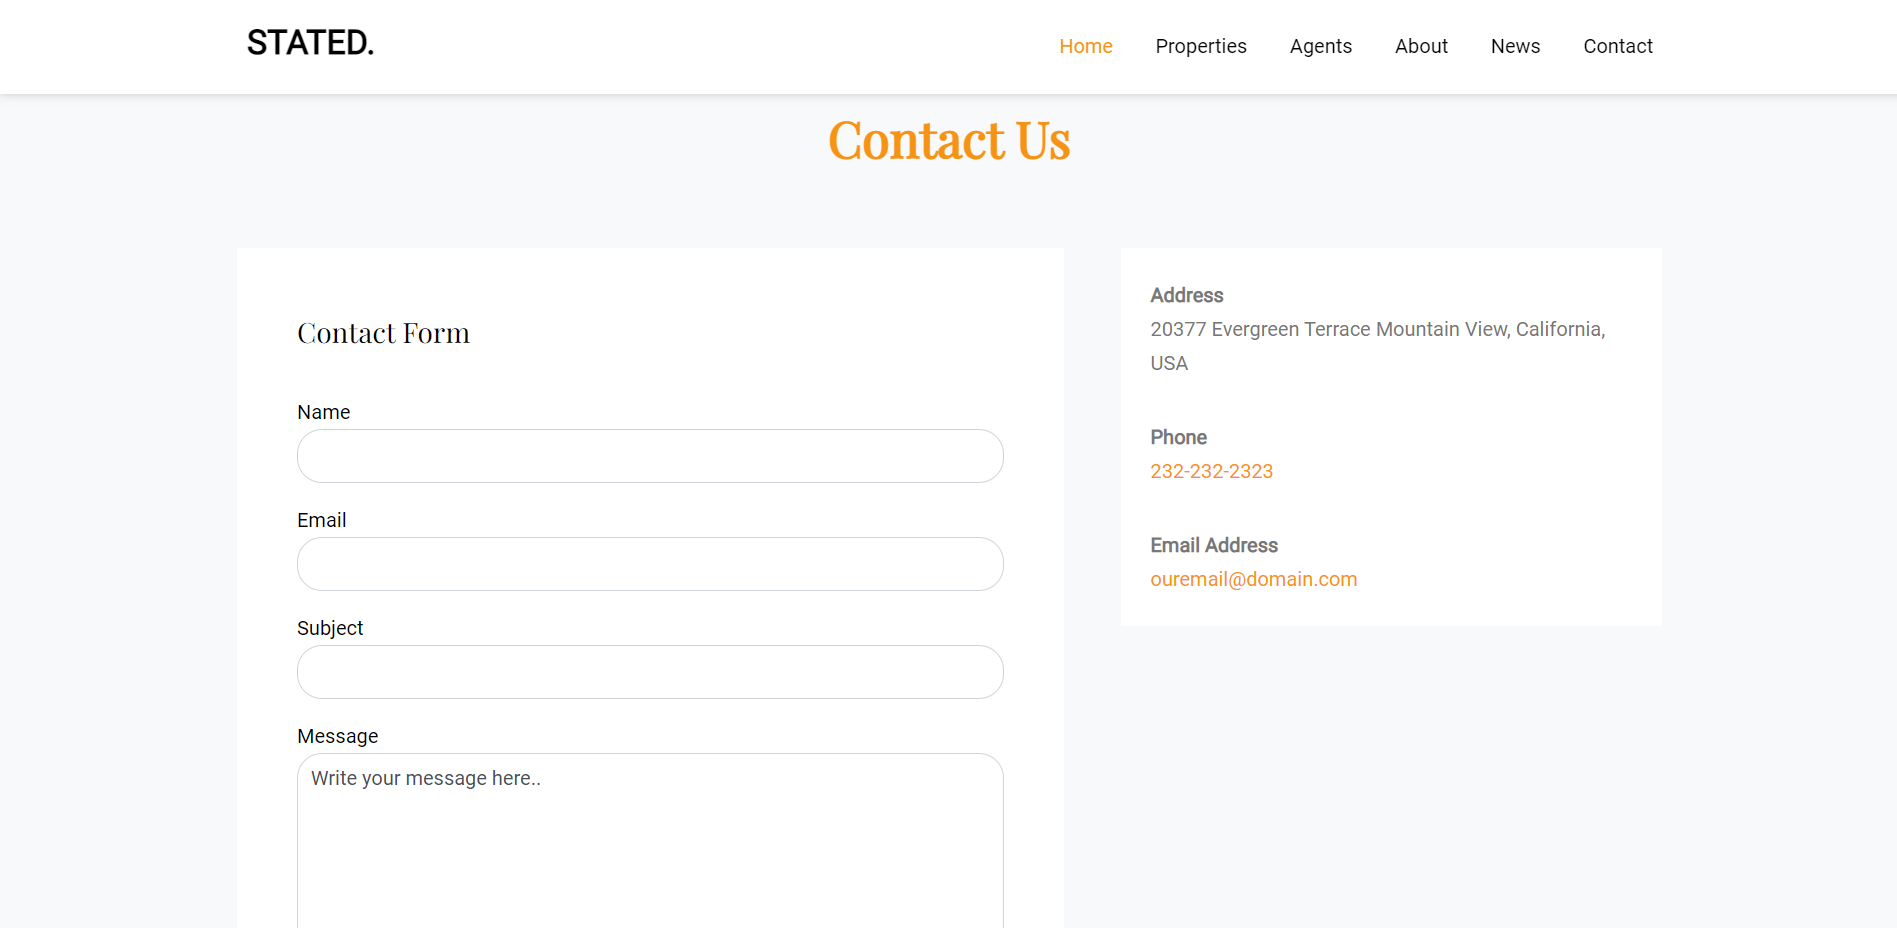 STATED.
Home Properties Agents About News Contact
Contact Us
Contact Form
Name
Email
Subject
Message
Write your message here..
Address
20377 Evergreen Terrace Mountain View, California,
USA
Phone
232-232-2323
Email Address
ouremail@domain.com